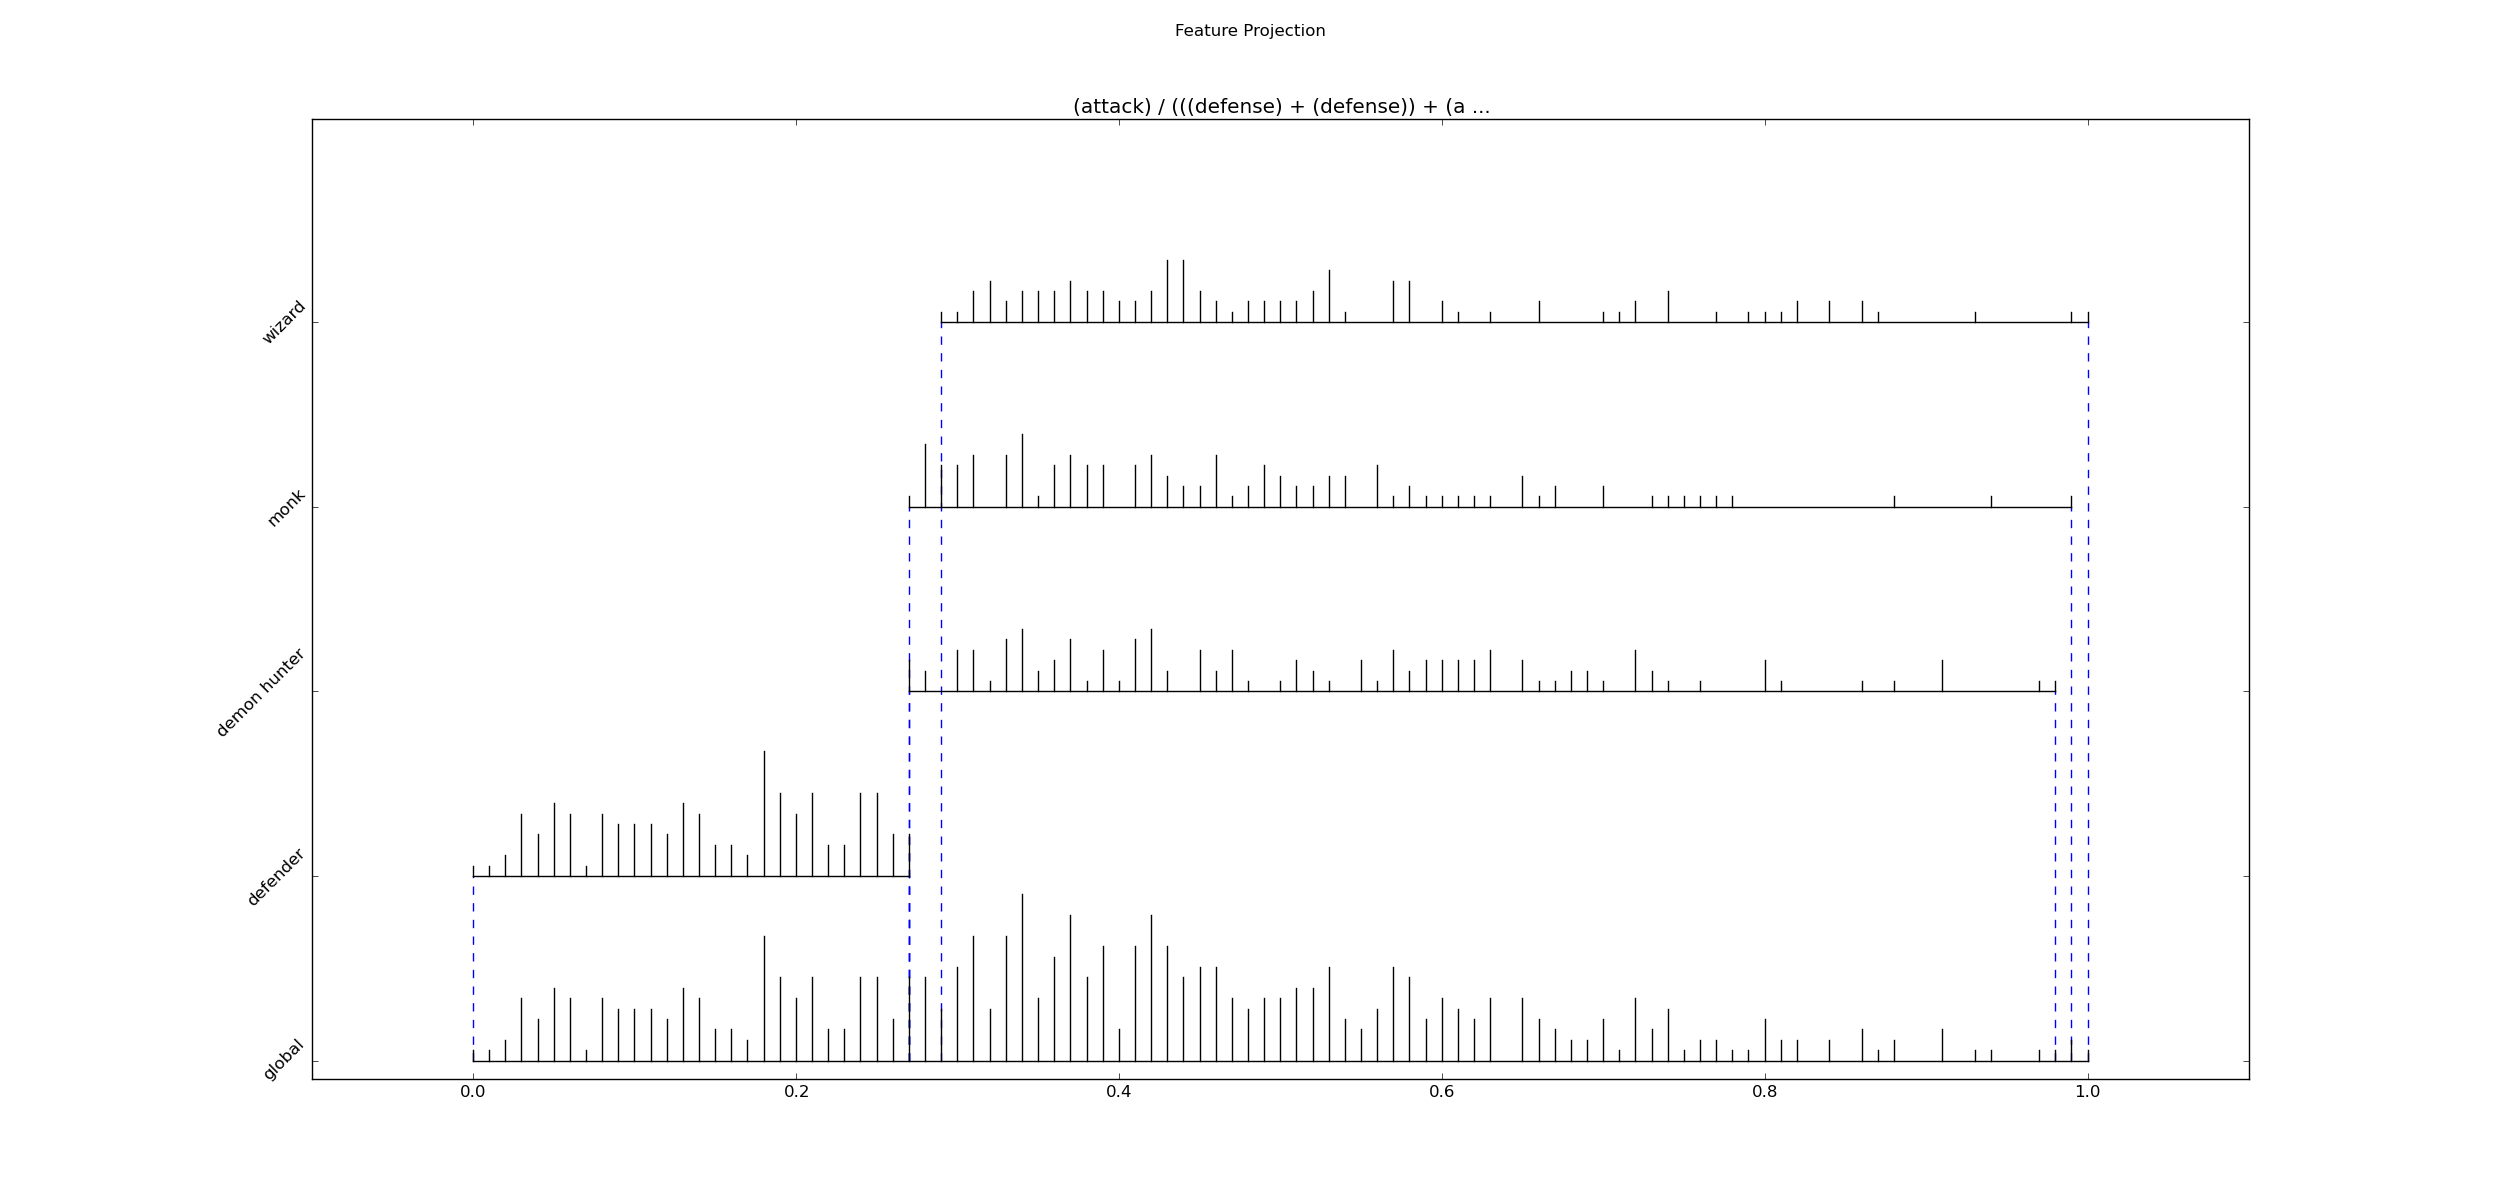 Feature Projection
(attack) / (((defense) + (defense)) + (a ...
wizard
monk
demon hunter
defender
global
0.0 0.2 0.4 0.6 0.8 1.0